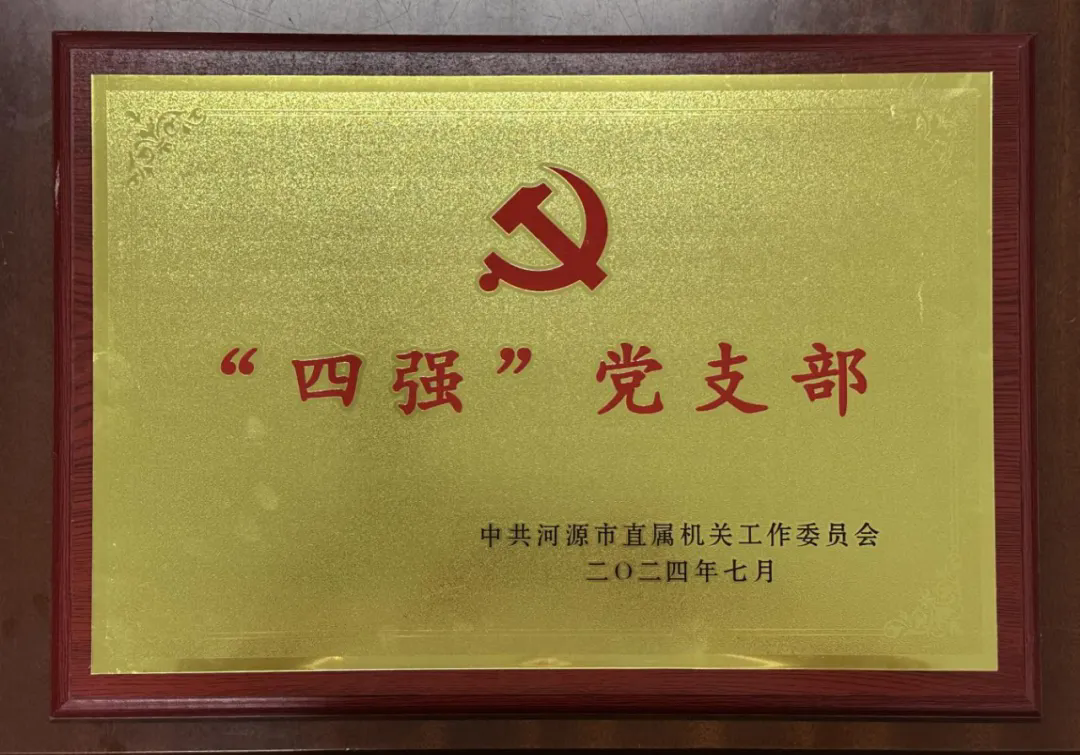 “四强”党支部
中共河源市直属机关工作委员会
二〇二四年七月